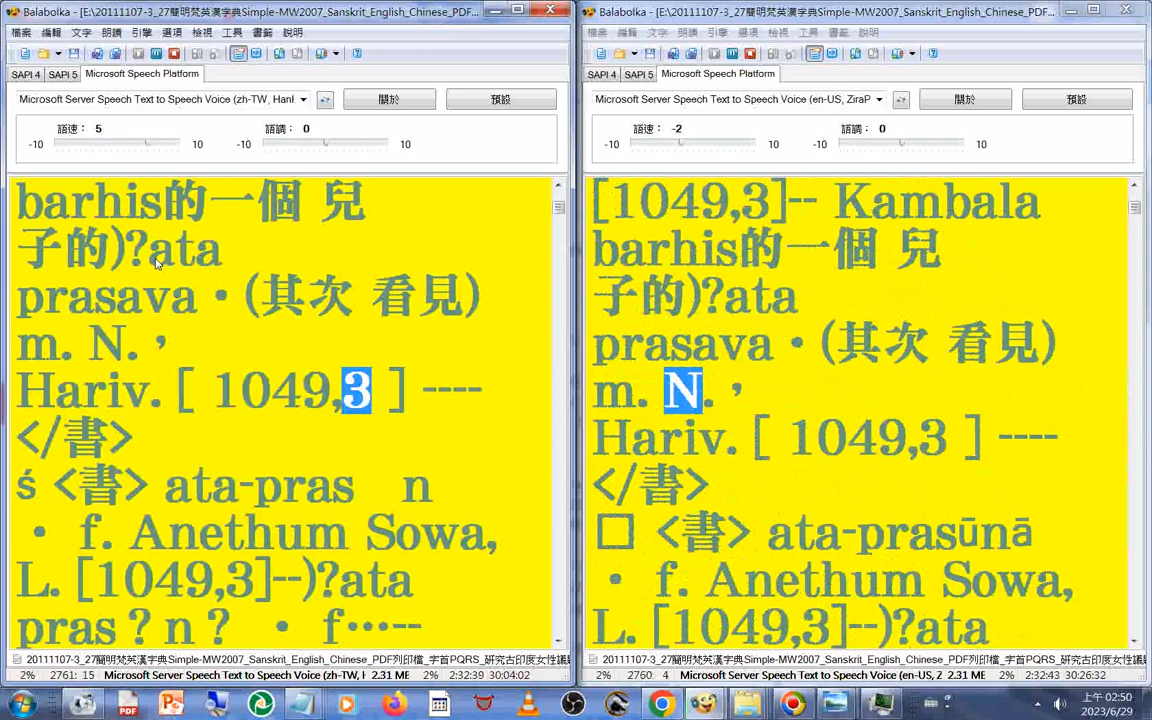 Balabolka - [E:\20111107-3_27簡明梵英漢字典Simple-MW2007_Sanskrit_English_Chinese_PDF...
檔案 編輯 文字 朗讀 引擎 選項 檢視 工具 書籤 說明
SAPI 4 SAPI 5 Microsoft Speech Platform
Microsoft Server Speech Text to Speech Voice (zh-TW, Hanl 關於 預設
語速： 5 語調： 0
-10 10 -10 10
barhis的一個 兒
子的)?ata
prasava•(其次 看見)
m. N.，
Hariv. [ 1049,3 ] ----
</書>
ś <書> ata-pras n
• f. Anethum Sowa,
L. [1049,3]--)?ata
pras？n？ • f…--
20111107-3_27簡明梵英漢字典Simple-MW2007_Sanskrit_English_Chinese_PDF列印檔_字首PQRS_研究古印度女性議
2% 2761: 15 Microsoft Server Speech Text to Speech Voice (zh-TW, H 2% 2.31 ME 2:32:39 30:04:02
Balabolka - [E:\20111107-3_27簡明梵英漢字典Simple-MW2007_Sanskrit_English_Chinese_PDF...
檔案 編輯 文字 朗讀 引擎 選項 檢視 工具 書籤 說明
SAPI 4 SAPI 5 Microsoft Speech Platform
Microsoft Server Speech Text to Speech Voice (en-US, ZiraP 關於 預設
語速： -2 語調： 0
-10 10 -10 10
[1049,3]-- Kambala
barhis的一個 兒
子的)?ata
prasava•(其次 看見)
m. N.，
Hariv. [ 1049,3 ] ----
</書>
□ <書> ata-prasūnā
• f. Anethum Sowa,
L. [1049,3]--)?ata
20111107-3_27簡明梵英漢字典Simple-MW2007_Sanskrit_English_Chinese_PDF列印檔_字首PQRS_研究古印度女性議
2% 2760: 4 Microsoft Server Speech Text to Speech Voice (en-US, Z 2% 2.31 ME 2:32:43 30:26:32
PDF
上午 02:50
2023/6/29